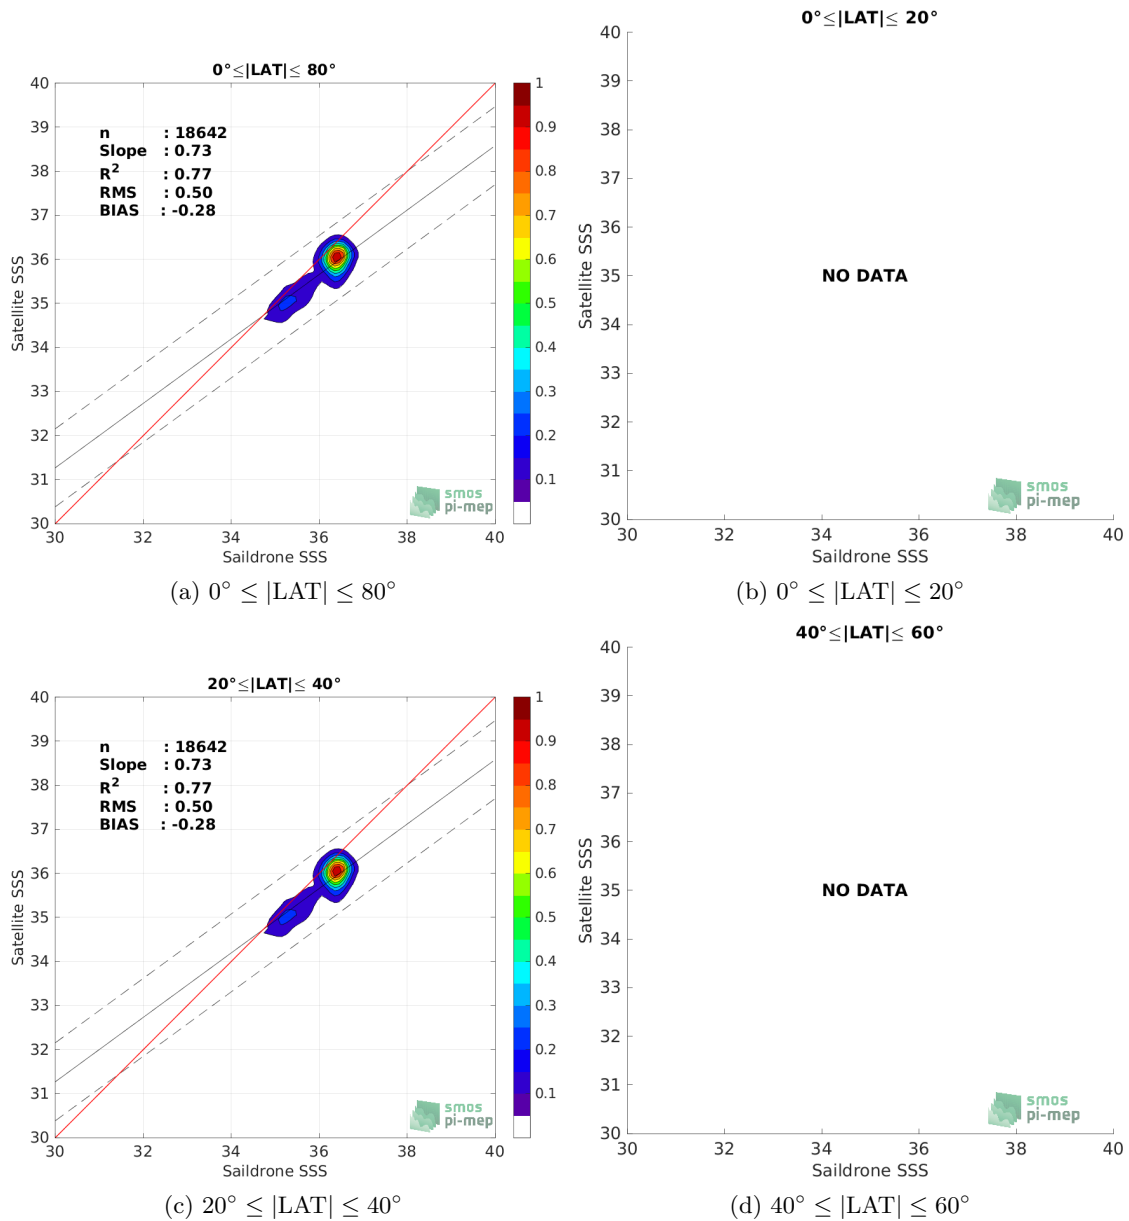 0°≤|LAT|≤ 80°
40
39
38
37
36
35
34
33
32
31
30
Satellite SSS
n : 18642
Slope : 0.73
R2 : 0.77
RMS : 0.50
BIAS : -0.28
smos
pi-mep
30 32 34 36 38 40
Saildrone SSS
1
0.9
0.8
0.7
0.6
0.5
0.4
0.3
0.2
0.1
(a) 0° ≤ |LAT| ≤ 80°
0°≤|LAT|≤ 20°
40
39
38
37
36
35
34
33
32
31
30
Satellite SSS
NO DATA
smos
pi-mep
30 32 34 36 38 40
Saildrone SSS
(b) 0° ≤ |LAT| ≤ 20°
20°≤|LAT|≤ 40°
40
39
38
37
36
35
34
33
32
31
30
Satellite SSS
n : 18642
Slope : 0.73
R2 : 0.77
RMS : 0.50
BIAS : -0.28
smos
pi-mep
30 32 34 36 38 40
Saildrone SSS
1
0.9
0.8
0.7
0.6
0.5
0.4
0.3
0.2
0.1
(c) 20° ≤ |LAT| ≤ 40°
40°≤|LAT|≤ 60°
40
39
38
37
36
35
34
33
32
31
30
Satellite SSS
NO DATA
smos
pi-mep
30 32 34 36 38 40
Saildrone SSS
(d) 40° ≤ |LAT| ≤ 60°